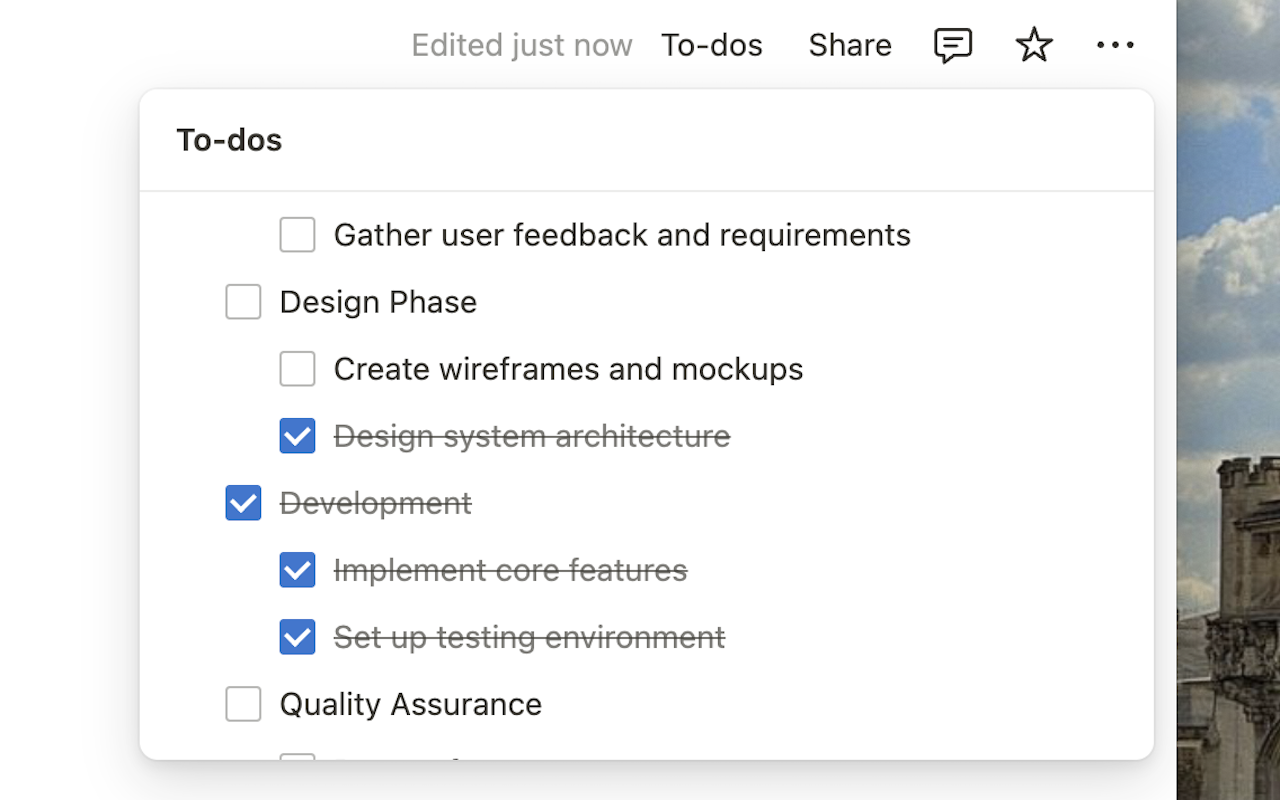 Edited just now To-dos Share
To-dos
Gather user feedback and requirements
Design Phase
Create wireframes and mockups
Design system architecture
Development
Implement core features
Set up testing environment
Quality Assurance